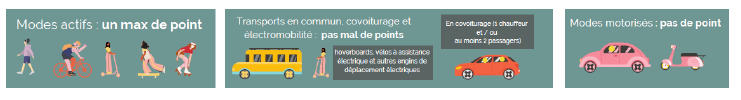 Modes actifs : un max de point
Transports en commun, covoiturage et
électromobilité : pas mal de points
hoverboards, vélos à assistance
électrique et autres engins de
déplacement électriques
En covoiturage (1 chauffeur
et / ou
au moins 2 passagers)
Modes motorisés : pas de point